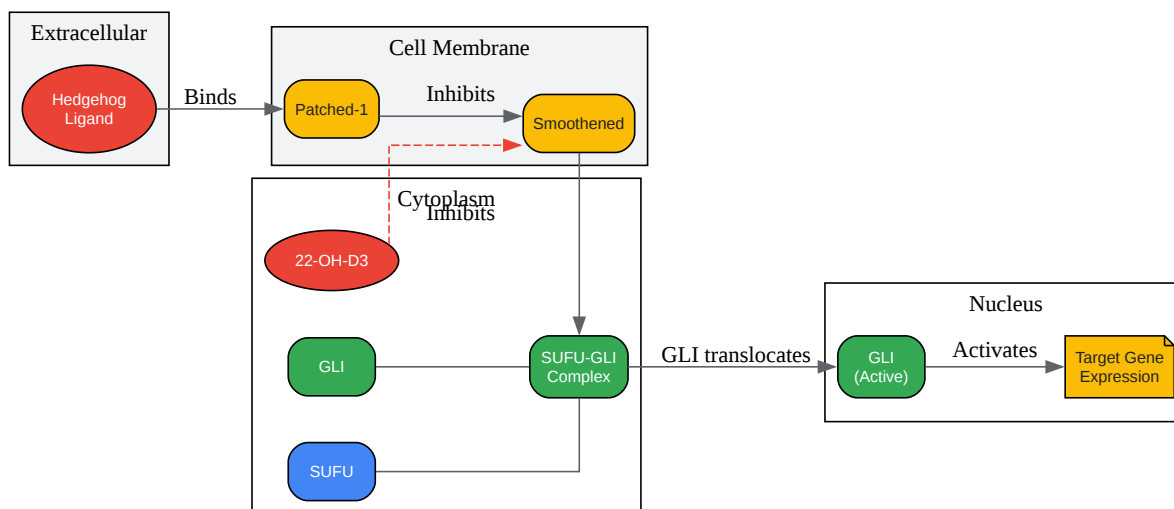 Extracellular
Hedgehog
Ligand
Binds
Cell Membrane
Patched-1
Inhibits
Smoothened
Cytoplasm
Inhibits
22-OH-D3
GLI
SUFU-GLI
Complex
SUFU
GLI translocates
Nucleus
GLI
(Active)
Activates
Target Gene
Expression